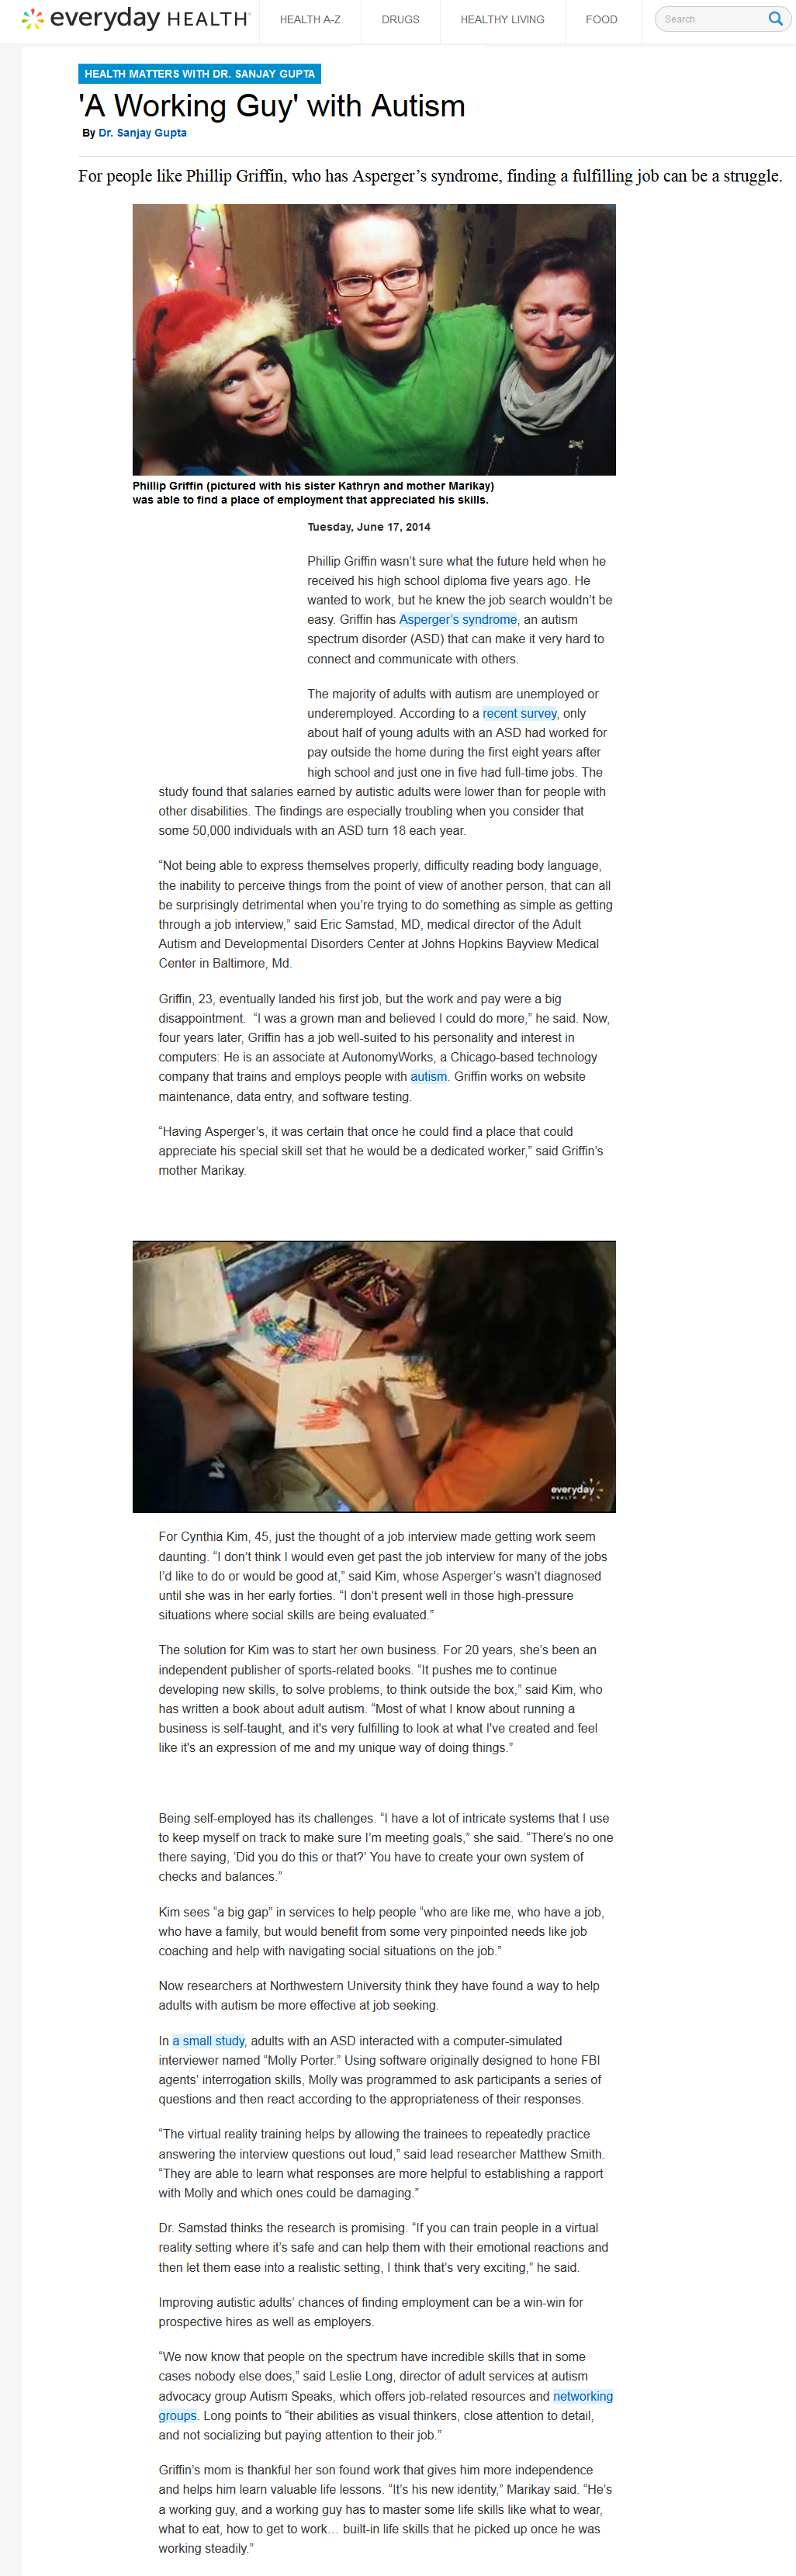 everyday HEALTH
HEALTH A-Z
DRUGS
HEALTHY LIVING
FOOD
Search
HEALTH MATTERS WITH DR. SANJAY GUPTA
'A Working Guy' with Autism
By Dr. Sanjay Gupta
For people like Phillip Griffin, who has Asperger’s syndrome, finding a fulfilling job can be a struggle.
Phillip Griffin (pictured with his sister Kathryn and mother Marikay)
was able to find a place of employment that appreciated his skills.
Tuesday, June 17, 2014
Phillip Griffin wasn’t sure what the future held when he
received his high school diploma five years ago. He
wanted to work, but he knew the job search wouldn’t be
easy. Griffin has Asperger’s syndrome, an autism
spectrum disorder (ASD) that can make it very hard to
connect and communicate with others.
The majority of adults with autism are unemployed or
underemployed. According to a recent survey, only
about half of young adults with an ASD had worked for
pay outside the home during the first eight years after
high school and just one in five had full-time jobs. The
study found that salaries earned by autistic adults were lower than for people with
other disabilities. The findings are especially troubling when you consider that
some 50,000 individuals with an ASD turn 18 each year.
“Not being able to express themselves properly, difficulty reading body language,
the inability to perceive things from the point of view of another person, that can all
be surprisingly detrimental when you’re trying to do something as simple as getting
through a job interview,” said Eric Samstad, MD, medical director of the Adult
Autism and Developmental Disorders Center at Johns Hopkins Bayview Medical
Center in Baltimore, Md.
Griffin, 23, eventually landed his first job, but the work and pay were a big
disappointment.  “I was a grown man and believed I could do more,” he said. Now,
four years later, Griffin has a job well-suited to his personality and interest in
computers: He is an associate at AutonomyWorks, a Chicago-based technology
company that trains and employs people with autism. Griffin works on website
maintenance, data entry, and software testing.
“Having Asperger’s, it was certain that once he could find a place that could
appreciate his special skill set that he would be a dedicated worker,” said Griffin’s
mother Marikay.
everyday
HEALTH
For Cynthia Kim, 45, just the thought of a job interview made getting work seem
daunting. “I don’t think I would even get past the job interview for many of the jobs
I’d like to do or would be good at,” said Kim, whose Asperger’s wasn’t diagnosed
until she was in her early forties. “I don’t present well in those high-pressure
situations where social skills are being evaluated.”
The solution for Kim was to start her own business. For 20 years, she’s been an
independent publisher of sports-related books. “It pushes me to continue
developing new skills, to solve problems, to think outside the box,” said Kim, who
has written a book about adult autism. “Most of what I know about running a
business is self-taught, and it's very fulfilling to look at what I've created and feel
like it's an expression of me and my unique way of doing things.”
Being self-employed has its challenges. “I have a lot of intricate systems that I use
to keep myself on track to make sure I’m meeting goals,” she said. “There’s no one
there saying, ‘Did you do this or that?’ You have to create your own system of
checks and balances.”
Kim sees “a big gap” in services to help people “who are like me, who have a job,
who have a family, but would benefit from some very pinpointed needs like job
coaching and help with navigating social situations on the job.”
Now researchers at Northwestern University think they have found a way to help
adults with autism be more effective at job seeking.
In a small study, adults with an ASD interacted with a computer-simulated
interviewer named “Molly Porter.” Using software originally designed to hone FBI
agents’ interrogation skills, Molly was programmed to ask participants a series of
questions and then react according to the appropriateness of their responses.
“The virtual reality training helps by allowing the trainees to repeatedly practice
answering the interview questions out loud,” said lead researcher Matthew Smith.
“They are able to learn what responses are more helpful to establishing a rapport
with Molly and which ones could be damaging.”
Dr. Samstad thinks the research is promising. “If you can train people in a virtual
reality setting where it’s safe and can help them with their emotional reactions and
then let them ease into a realistic setting, I think that’s very exciting,” he said.
Improving autistic adults’ chances of finding employment can be a win-win for
prospective hires as well as employers.
“We now know that people on the spectrum have incredible skills that in some
cases nobody else does,” said Leslie Long, director of adult services at autism
advocacy group Autism Speaks, which offers job-related resources and networking
groups. Long points to “their abilities as visual thinkers, close attention to detail,
and not socializing but paying attention to their job.”
Griffin’s mom is thankful her son found work that gives him more independence
and helps him learn valuable life lessons. “It’s his new identity,” Marikay said. “He’s
a working guy, and a working guy has to master some life skills like what to wear,
what to eat, how to get to work… built-in life skills that he picked up once he was
working steadily.”